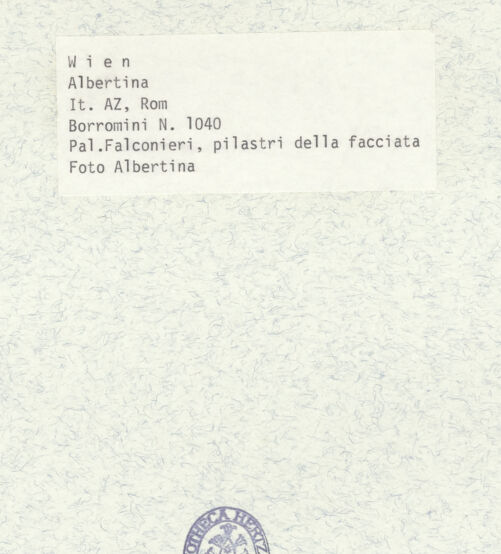 W i e n
Albertina
It. AZ, Rom
Borromini N. 1040
Pal.Falconieri, pilastri della facciata
Foto Albertina